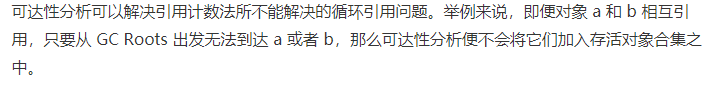 可达性分析可以解决引用计数法所不能解决的循环引用问题。举例来说，即便对象 a 和 b 相互引
用，只要从 GC Roots 出发无法到达 a 或者 b，那么可达性分析便不会将它们加入存活对象合集之
中。